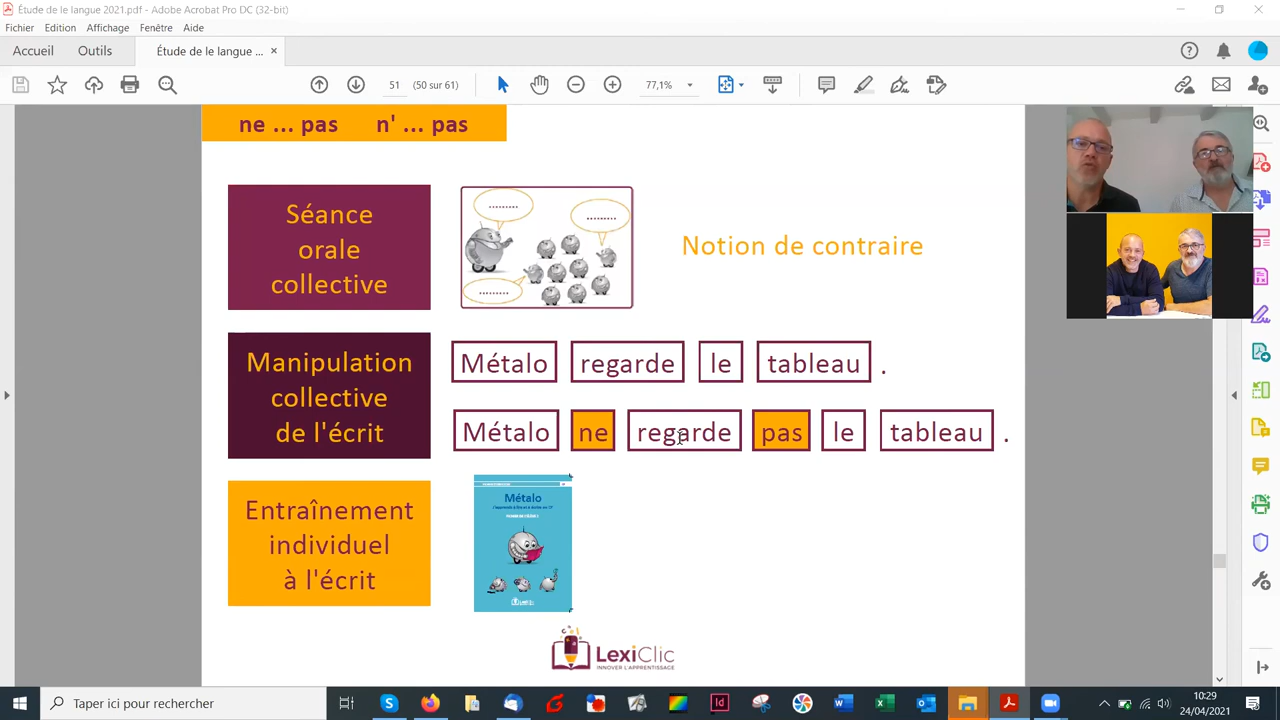 Étude de le langue 2021.pdf - Adobe Acrobat Pro DC (32-bit)
Fichier Edition Affichage Fenêtre Aide
Accueil Outils Étude de le langue ... ×
51 (50 sur 61) 77,1%
ne ... pas n' ... pas
Séance
orale
collective
.........
.........
.........
Notion de contraire
Manipulation
collective
de l'écrit
Métalo regarde le tableau .
Métalo ne regarde pas le tableau .
Entraînement
individuel
à l'écrit
Métalo
LexiClic
INNOVER L'APPRENTISSAGE
Tapez ici pour rechercher
10:29
24/04/2021